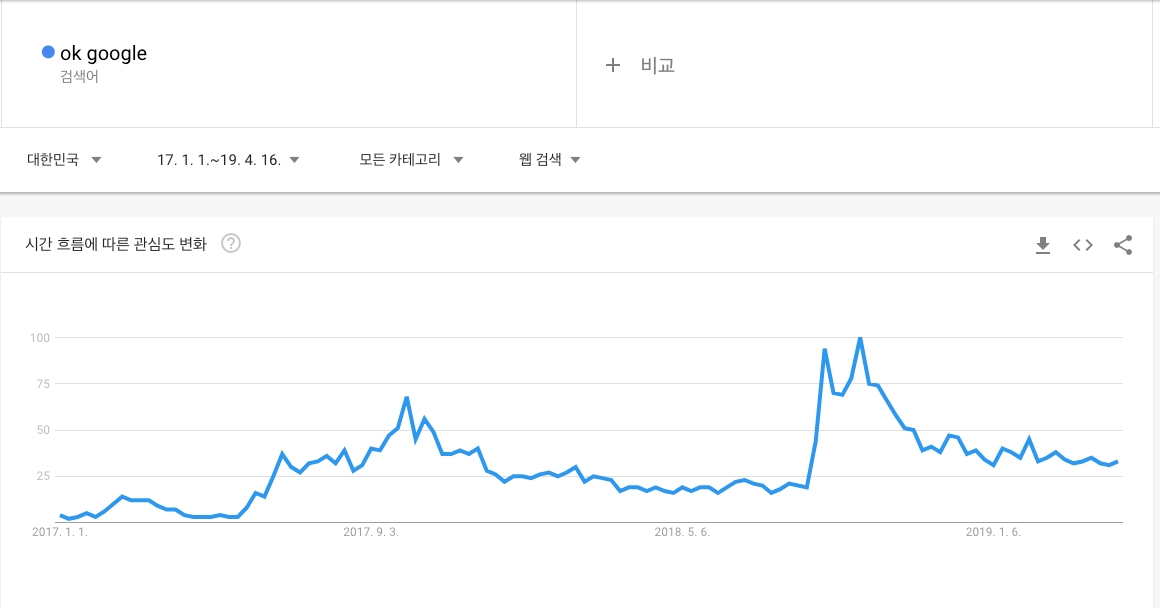 ok google
검색어
+ 비교
대한민국 17. 1. 1.~19. 4. 16. 모든 카테고리 웹 검색
시간 흐름에 따른 관심도 변화 ?
100
75
50
25
2017. 1. 1. 2017. 9. 3. 2018. 5. 6. 2019. 1. 6.